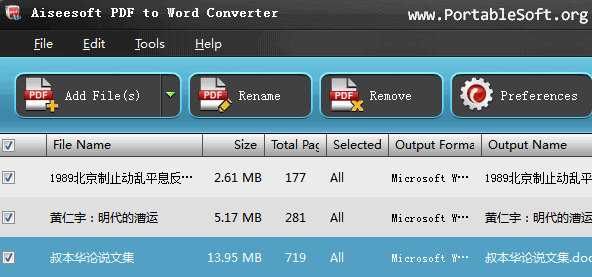 Aiseesoft PDF to Word Converter
www.PortableSoft.org
File Edit Tools Help
PDF Add File(s) PDF Rename PDF Remove Preferences
File Name Size Total Pag Selected Output Forma Output Name
1989北京制止动乱平息反… 2.61 MB 177 All Microsoft W… 1989北京制止动
黄仁宇：明代的漕运 5.17 MB 281 All Microsoft W… 黄仁宇：明代的漕
叔本华论说文集 13.95 MB 719 All Microsoft W… 叔本华论说文集.doc